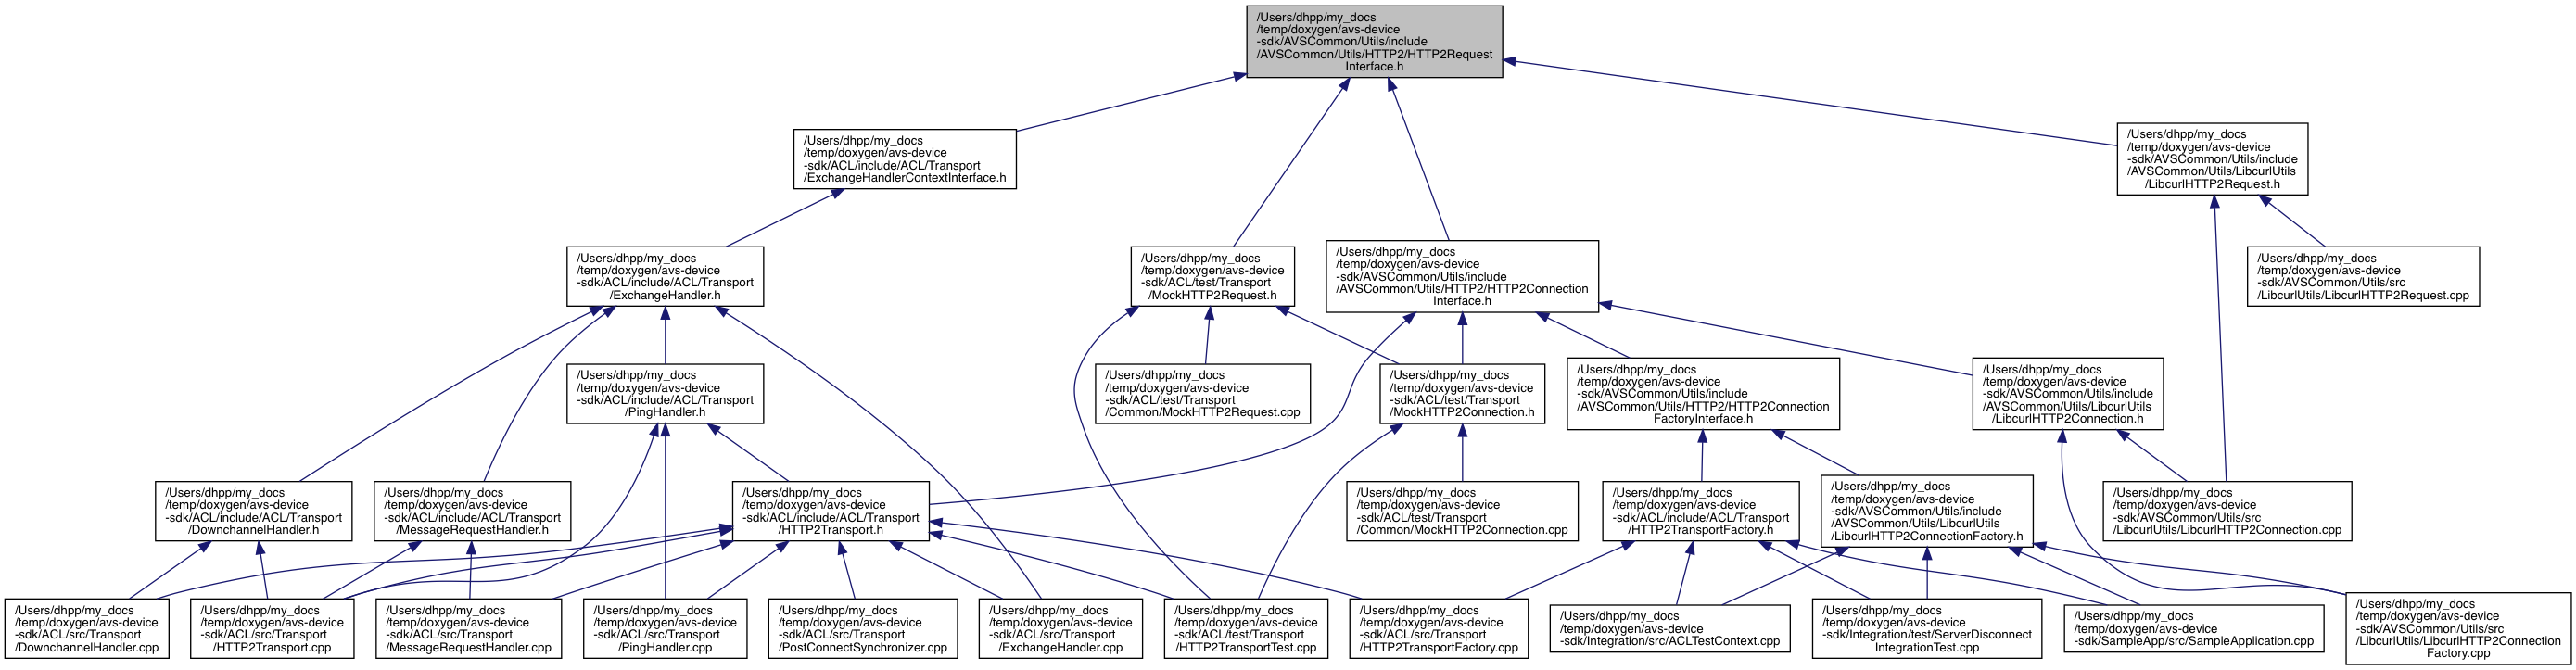 /Users/dhpp/my_docs
/temp/doxygen/avs-device
-sdk/AVSCommon/Utils/include
/AVSCommon/Utils/HTTP2/HTTP2Request
Interface.h
/Users/dhpp/my_docs
/temp/doxygen/avs-device
-sdk/ACL/include/ACL/Transport
/ExchangeHandlerContextInterface.h
/Users/dhpp/my_docs
/temp/doxygen/avs-device
-sdk/AVSCommon/Utils/include
/AVSCommon/Utils/LibcurlUtils
/LibcurlHTTP2Request.h
/Users/dhpp/my_docs
/temp/doxygen/avs-device
-sdk/ACL/include/ACL/Transport
/ExchangeHandler.h
/Users/dhpp/my_docs
/temp/doxygen/avs-device
-sdk/ACL/test/Transport
/MockHTTP2Request.h
/Users/dhpp/my_docs
/temp/doxygen/avs-device
-sdk/AVSCommon/Utils/include
/AVSCommon/Utils/HTTP2/HTTP2Connection
Interface.h
/Users/dhpp/my_docs
/temp/doxygen/avs-device
-sdk/AVSCommon/Utils/src
/LibcurlUtils/LibcurlHTTP2Request.cpp
/Users/dhpp/my_docs
/temp/doxygen/avs-device
-sdk/ACL/include/ACL/Transport
/PingHandler.h
/Users/dhpp/my_docs
/temp/doxygen/avs-device
-sdk/ACL/test/Transport
/Common/MockHTTP2Request.cpp
/Users/dhpp/my_docs
/temp/doxygen/avs-device
-sdk/ACL/test/Transport
/MockHTTP2Connection.h
/Users/dhpp/my_docs
/temp/doxygen/avs-device
-sdk/AVSCommon/Utils/include
/AVSCommon/Utils/HTTP2/HTTP2Connection
FactoryInterface.h
/Users/dhpp/my_docs
/temp/doxygen/avs-device
-sdk/AVSCommon/Utils/include
/AVSCommon/Utils/LibcurlUtils
/LibcurlHTTP2Connection.h
/Users/dhpp/my_docs
/temp/doxygen/avs-device
-sdk/ACL/include/ACL/Transport
/DownchannelHandler.h
/Users/dhpp/my_docs
/temp/doxygen/avs-device
-sdk/ACL/include/ACL/Transport
/MessageRequestHandler.h
/Users/dhpp/my_docs
/temp/doxygen/avs-device
-sdk/ACL/include/ACL/Transport
/HTTP2Transport.h
/Users/dhpp/my_docs
/temp/doxygen/avs-device
-sdk/ACL/test/Transport
/Common/MockHTTP2Connection.cpp
/Users/dhpp/my_docs
/temp/doxygen/avs-device
-sdk/ACL/include/ACL/Transport
/HTTP2TransportFactory.h
/Users/dhpp/my_docs
/temp/doxygen/avs-device
-sdk/AVSCommon/Utils/include
/AVSCommon/Utils/LibcurlUtils
/LibcurlHTTP2ConnectionFactory.h
/Users/dhpp/my_docs
/temp/doxygen/avs-device
-sdk/AVSCommon/Utils/src
/LibcurlUtils/LibcurlHTTP2Connection.cpp
/Users/dhpp/my_docs
/temp/doxygen/avs-device
-sdk/ACL/src/Transport
/DownchannelHandler.cpp
/Users/dhpp/my_docs
/temp/doxygen/avs-device
-sdk/ACL/src/Transport
/HTTP2Transport.cpp
/Users/dhpp/my_docs
/temp/doxygen/avs-device
-sdk/ACL/src/Transport
/MessageRequestHandler.cpp
/Users/dhpp/my_docs
/temp/doxygen/avs-device
-sdk/ACL/src/Transport
/PingHandler.cpp
/Users/dhpp/my_docs
/temp/doxygen/avs-device
-sdk/ACL/src/Transport
/PostConnectSynchronizer.cpp
/Users/dhpp/my_docs
/temp/doxygen/avs-device
-sdk/ACL/src/Transport
/ExchangeHandler.cpp
/Users/dhpp/my_docs
/temp/doxygen/avs-device
-sdk/ACL/test/Transport
/HTTP2TransportTest.cpp
/Users/dhpp/my_docs
/temp/doxygen/avs-device
-sdk/ACL/src/Transport
/HTTP2TransportFactory.cpp
/Users/dhpp/my_docs
/temp/doxygen/avs-device
-sdk/Integration/src/ACLTestContext.cpp
/Users/dhpp/my_docs
/temp/doxygen/avs-device
-sdk/Integration/test/ServerDisconnect
IntegrationTest.cpp
/Users/dhpp/my_docs
/temp/doxygen/avs-device
-sdk/SampleApp/src/SampleApplication.cpp
/Users/dhpp/my_docs
/temp/doxygen/avs-device
-sdk/AVSCommon/Utils/src
/LibcurlUtils/LibcurlHTTP2Connection
Factory.cpp